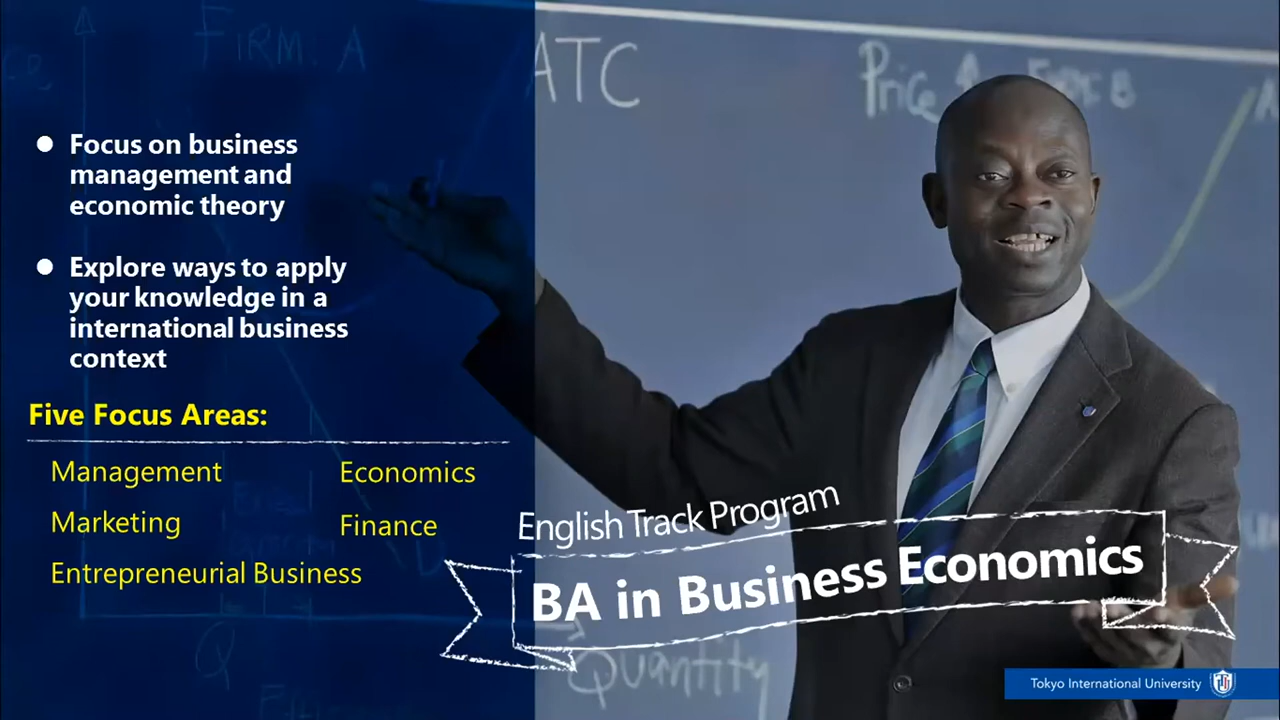 FIRM. A
ATC
Price
● Focus on business
management and
economic theory
● Explore ways to apply
your knowledge in a
international business
context
Five Focus Areas:
Management
Economics
Marketing
Finance
Entrepreneurial Business
English Track Program
BA in Business Economics
Q
Quantity
Tokyo International University